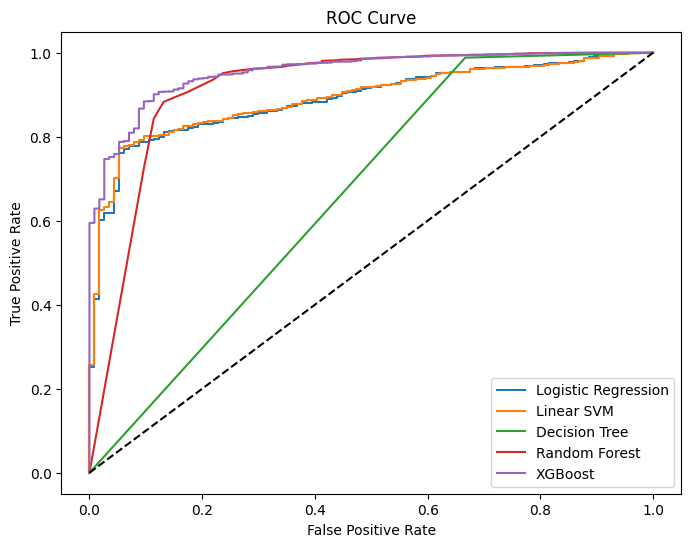 ROC Curve
True Positive Rate
1.0
0.8
0.6
0.4
0.2
0.0
Logistic Regression
Linear SVM
Decision Tree
Random Forest
XGBoost
0.0 0.2 0.4 0.6 0.8 1.0
False Positive Rate